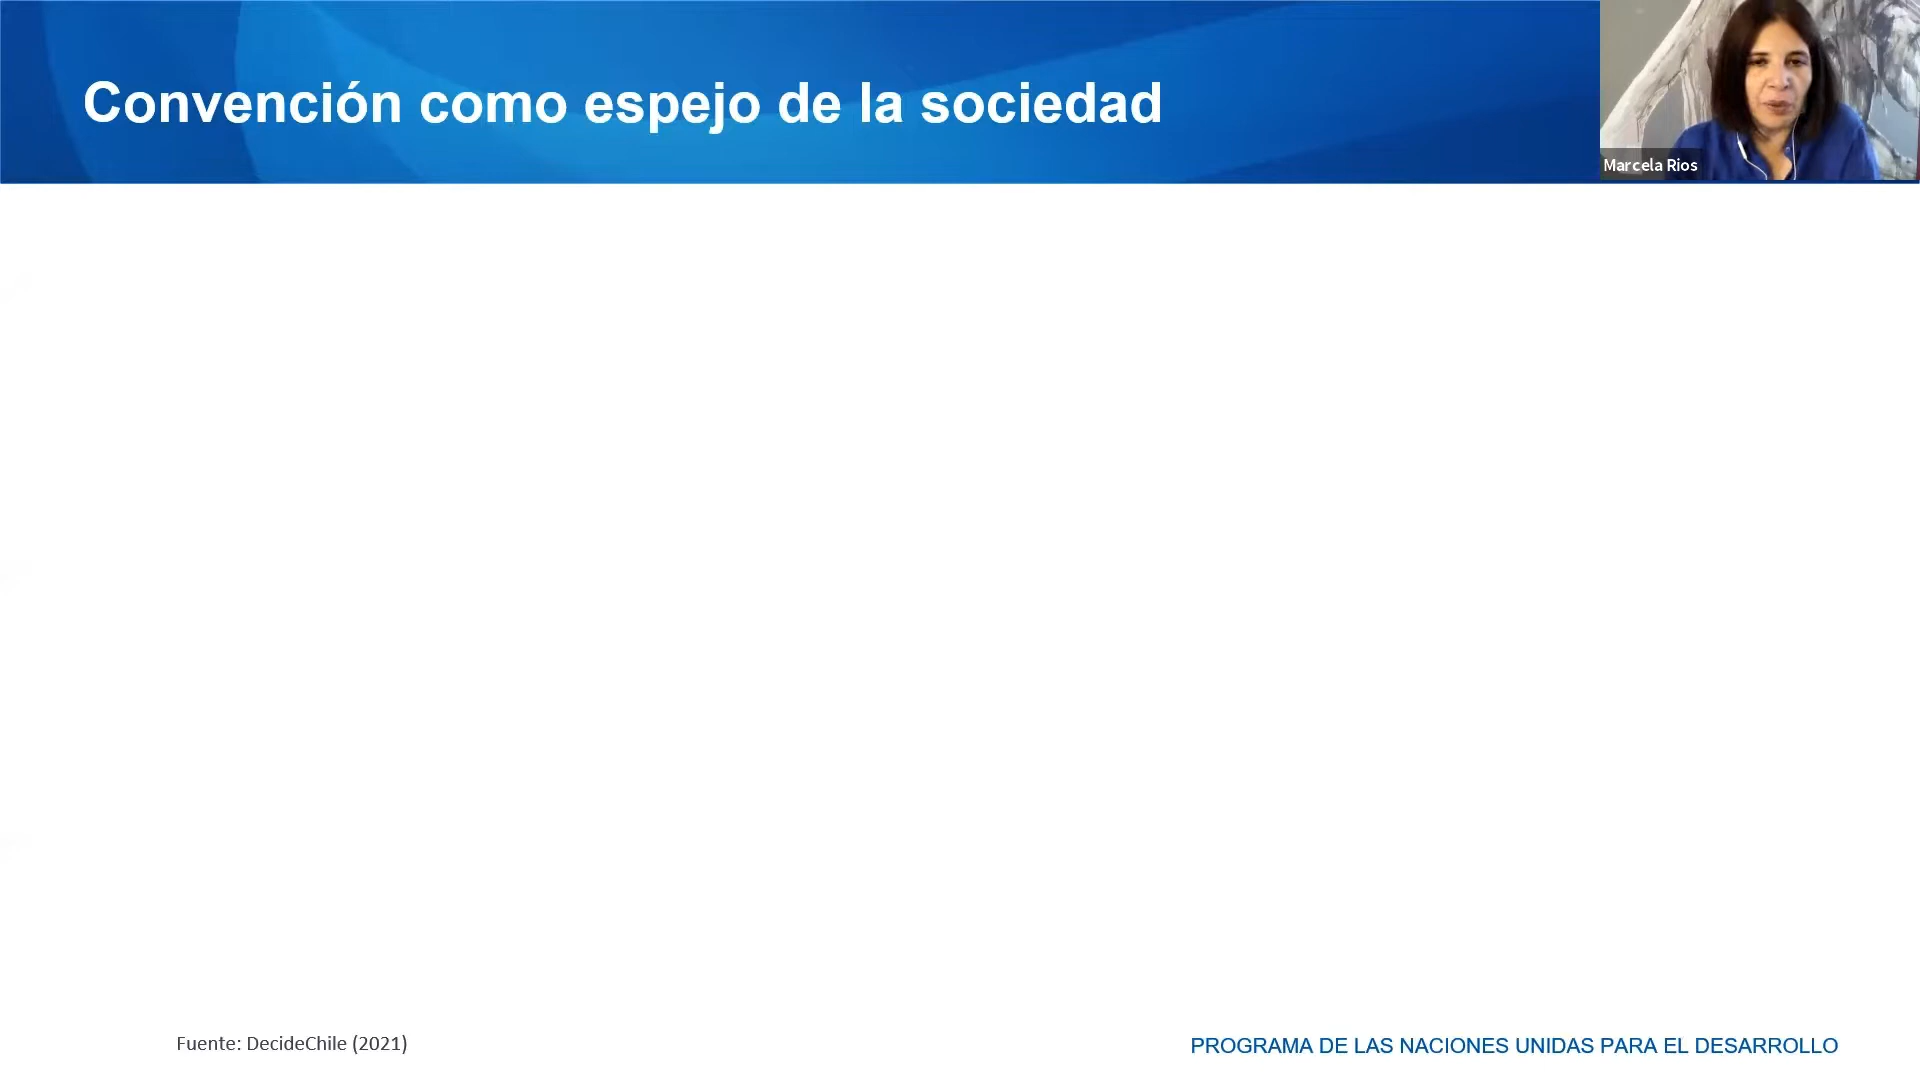 Convención como espejo de la sociedad
Marcela Rios
Fuente: DecideChile (2021)
PROGRAMA DE LAS NACIONES UNIDAS PARA EL DESARROLLO